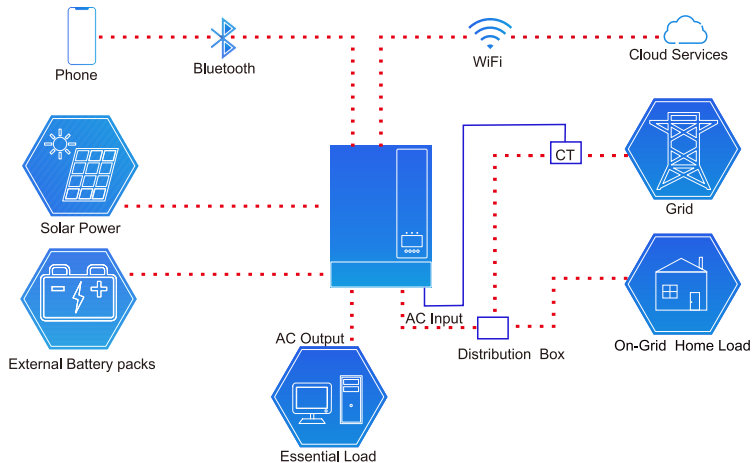 Phone
Bluetooth
WiFi
Cloud Services
CT
Solar Power
Grid
AC Input
AC Output
Distribution Box
External Battery packs
On-Grid Home Load
Essential Load